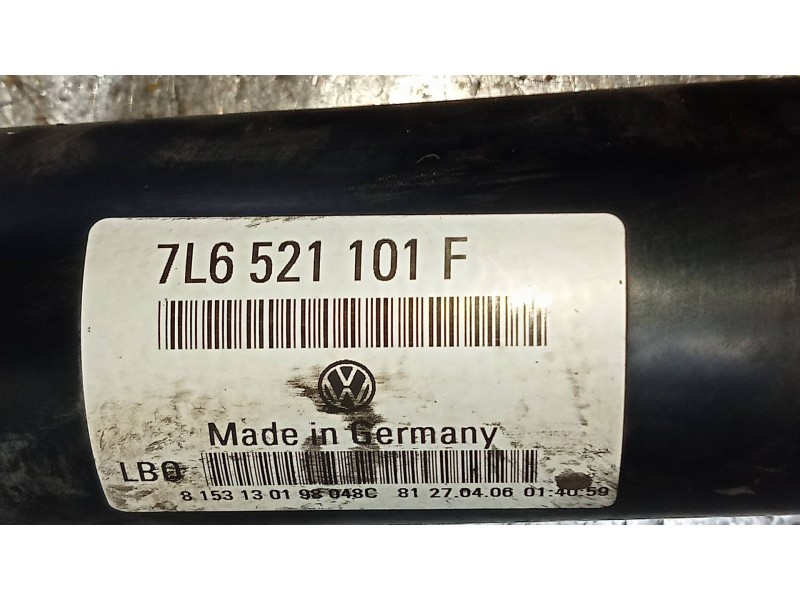 7L6 521 101 F
Made in Germany
LBO
8 153 13 01 98 048C 81 27.04.06 01:40:59